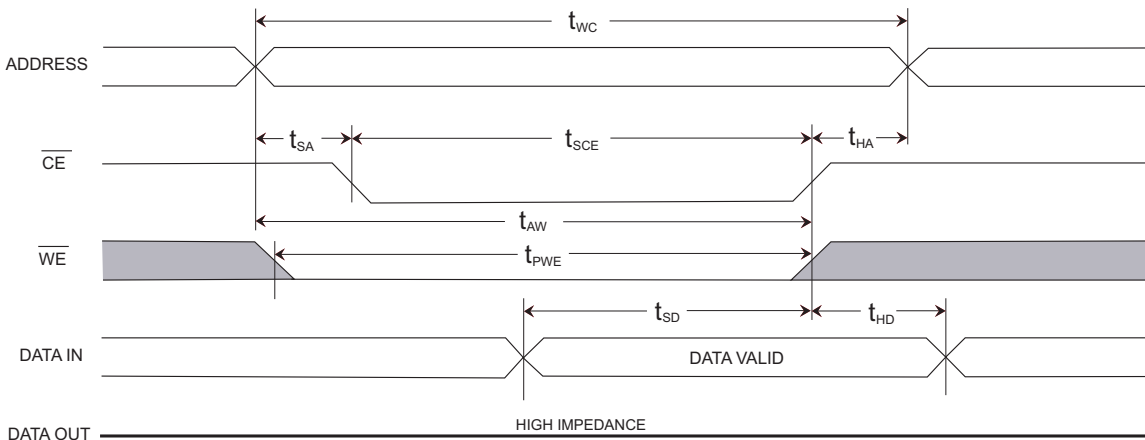 tWC
ADDRESS
tSA tSCE tHA
CE
tAW
WE tPWE
tSD tHD
DATA IN DATA VALID
HIGH IMPEDANCE
DATA OUT